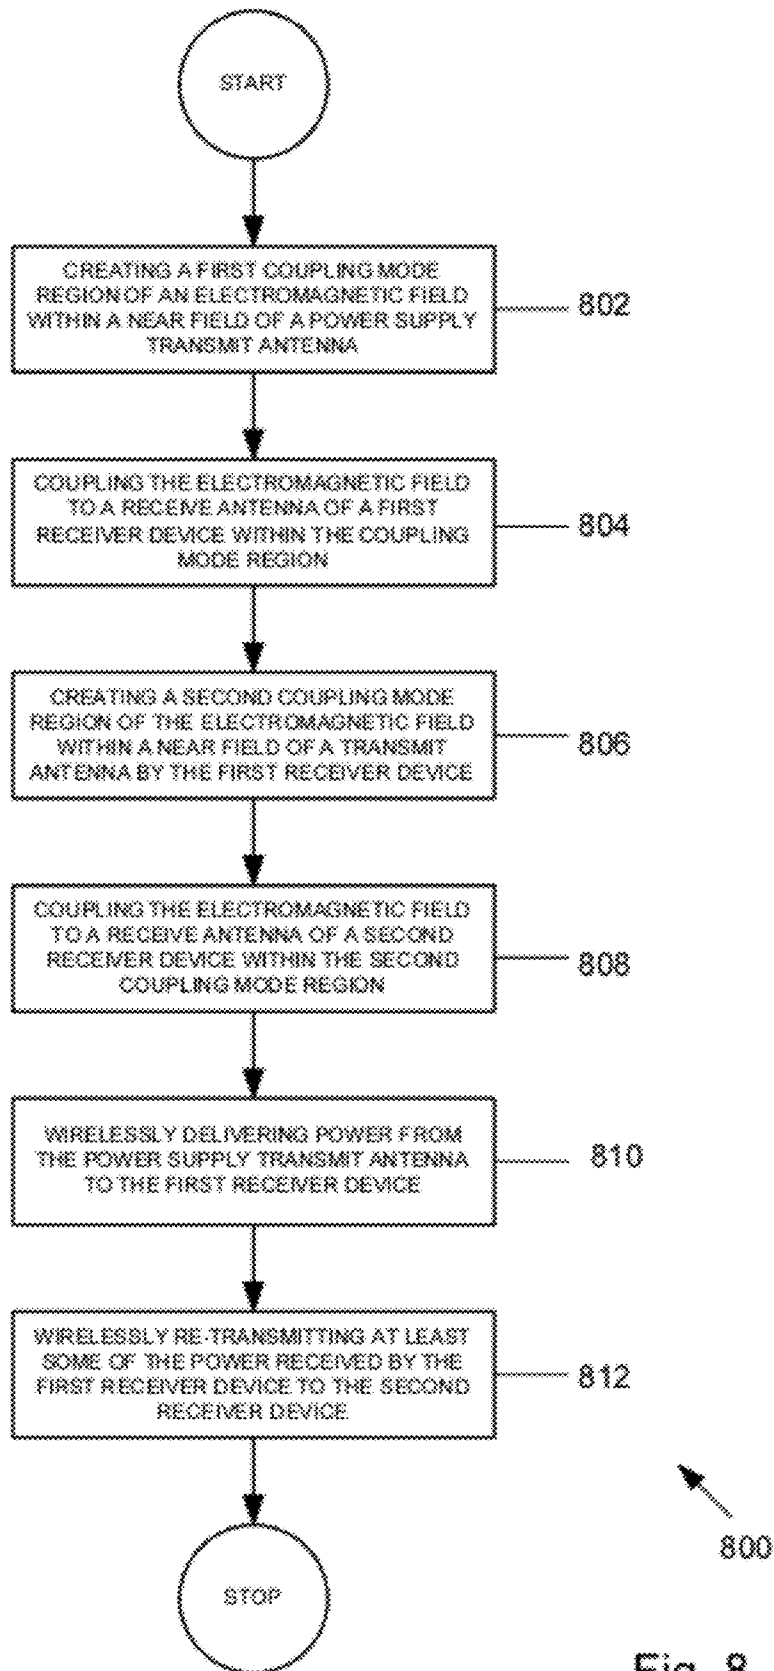 START
CREATING A FIRST COUPLING MODE
REGION OF AN ELECTROMAGNETIC FIELD
WITHIN A NEAR FIELD OF A POWER SUPPLY
TRANSMIT ANTENNA
802
COUPLING THE ELECTROMAGNETIC FIELD
TO A RECEIVE ANTENNA OF A FIRST
RECEIVER DEVICE WITHIN THE COUPLING
MODE REGION
804
CREATING A SECOND COUPLING MODE
REGION OF THE ELECTROMAGNETIC FIELD
WITHIN A NEAR FIELD OF A TRANSMIT
ANTENNA BY THE FIRST RECEIVER DEVICE
806
COUPLING THE ELECTROMAGNETIC FIELD
TO A RECEIVE ANTENNA OF A SECOND
RECEIVER DEVICE WITHIN THE SECOND
COUPLING MODE REGION
808
WIRELESSLY DELIVERING POWER FROM
THE POWER SUPPLY TRANSMIT ANTENNA
TO THE FIRST RECEIVER DEVICE
810
WIRELESSLY RE-TRANSMITTING AT LEAST
SOME OF THE POWER RECEIVED BY THE
FIRST RECEIVER DEVICE TO THE SECOND
RECEIVER DEVICE
812
800
STOP
Fig. 8